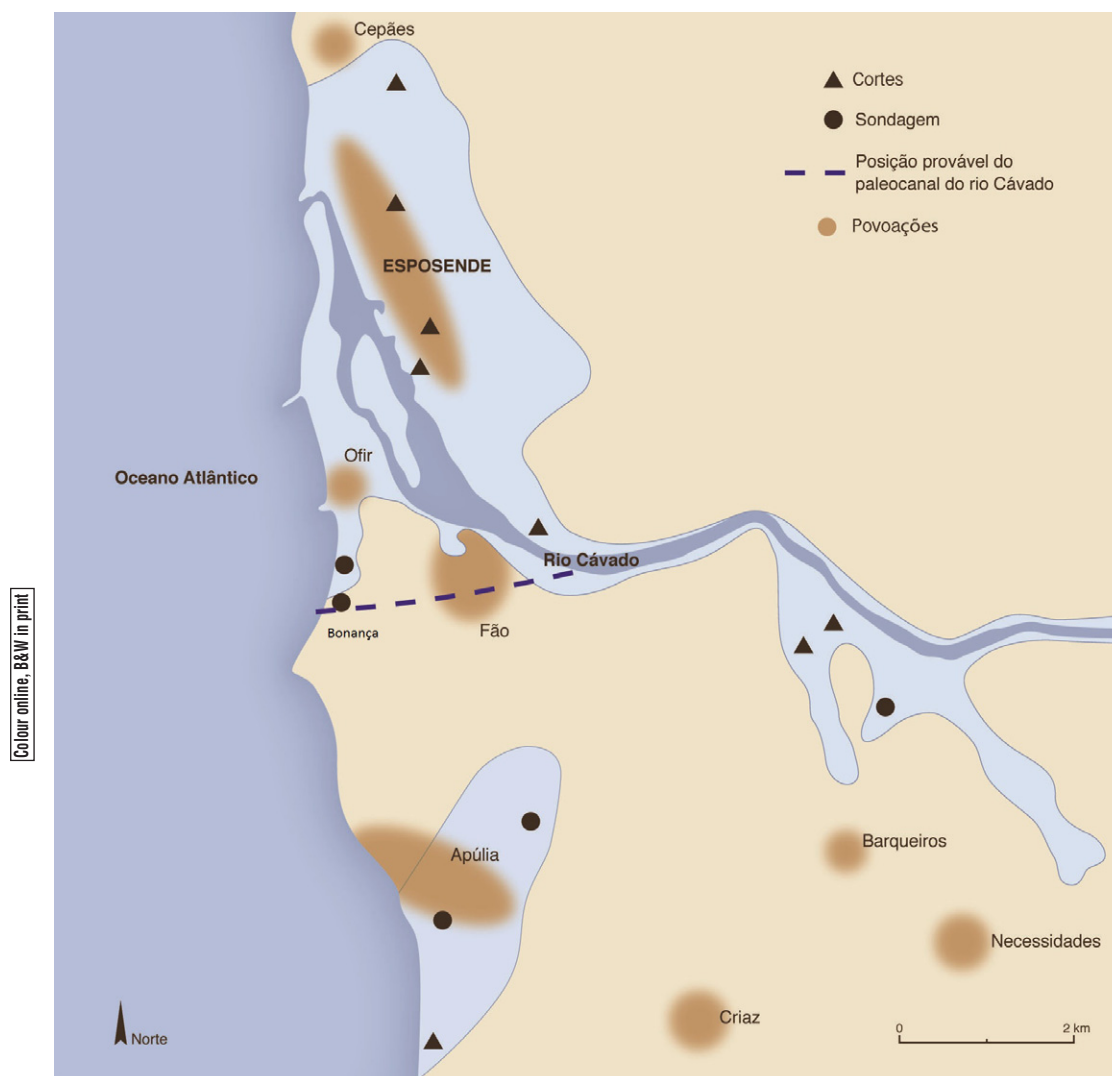 Cepães
Cortes
Sondagem
Posição provável do
paleocanal do rio Cávado
Povoações
ESPOSENDE
Ofir
Oceano Atlântico
Rio Cávado
Bonança
Fão
Colour online, B&W in print
Apúlia
Barqueiros
Necessidades
Criaz
Norte
0 2 km